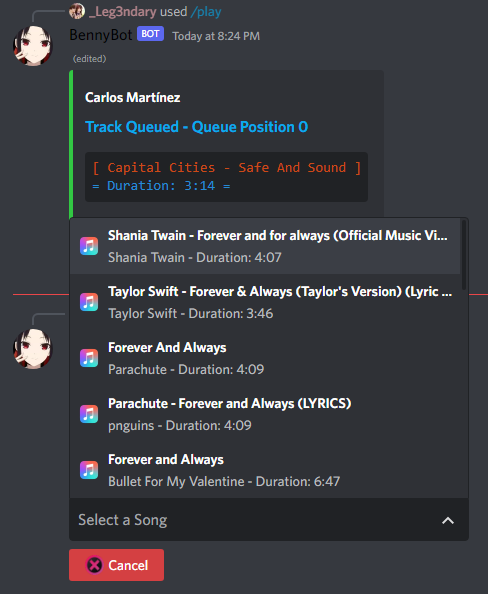 _Leg3ndary used /play
BennyBot BOT Today at 8:24 PM
(edited)
Carlos Martínez
Track Queued - Queue Position 0
[ Capital Cities - Safe And Sound ]
= Duration: 3:14 =
Shania Twain - Forever and for always (Official Music Vi...
Shania Twain - Duration: 4:07
Taylor Swift - Forever & Always (Taylor's Version) (Lyric ...
Taylor Swift - Duration: 3:46
Forever And Always
Parachute - Duration: 4:09
Parachute - Forever and Always (LYRICS)
pnguins - Duration: 4:09
Forever and Always
Bullet For My Valentine - Duration: 6:47
Select a Song
Cancel